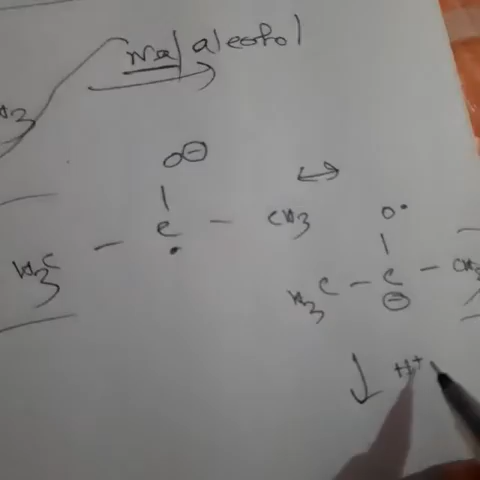 Na/alcohol
O⊖
|
H3C — C — CH3 ↔
•
O•
|
H3C — C — CH3
⊖
↓ H+